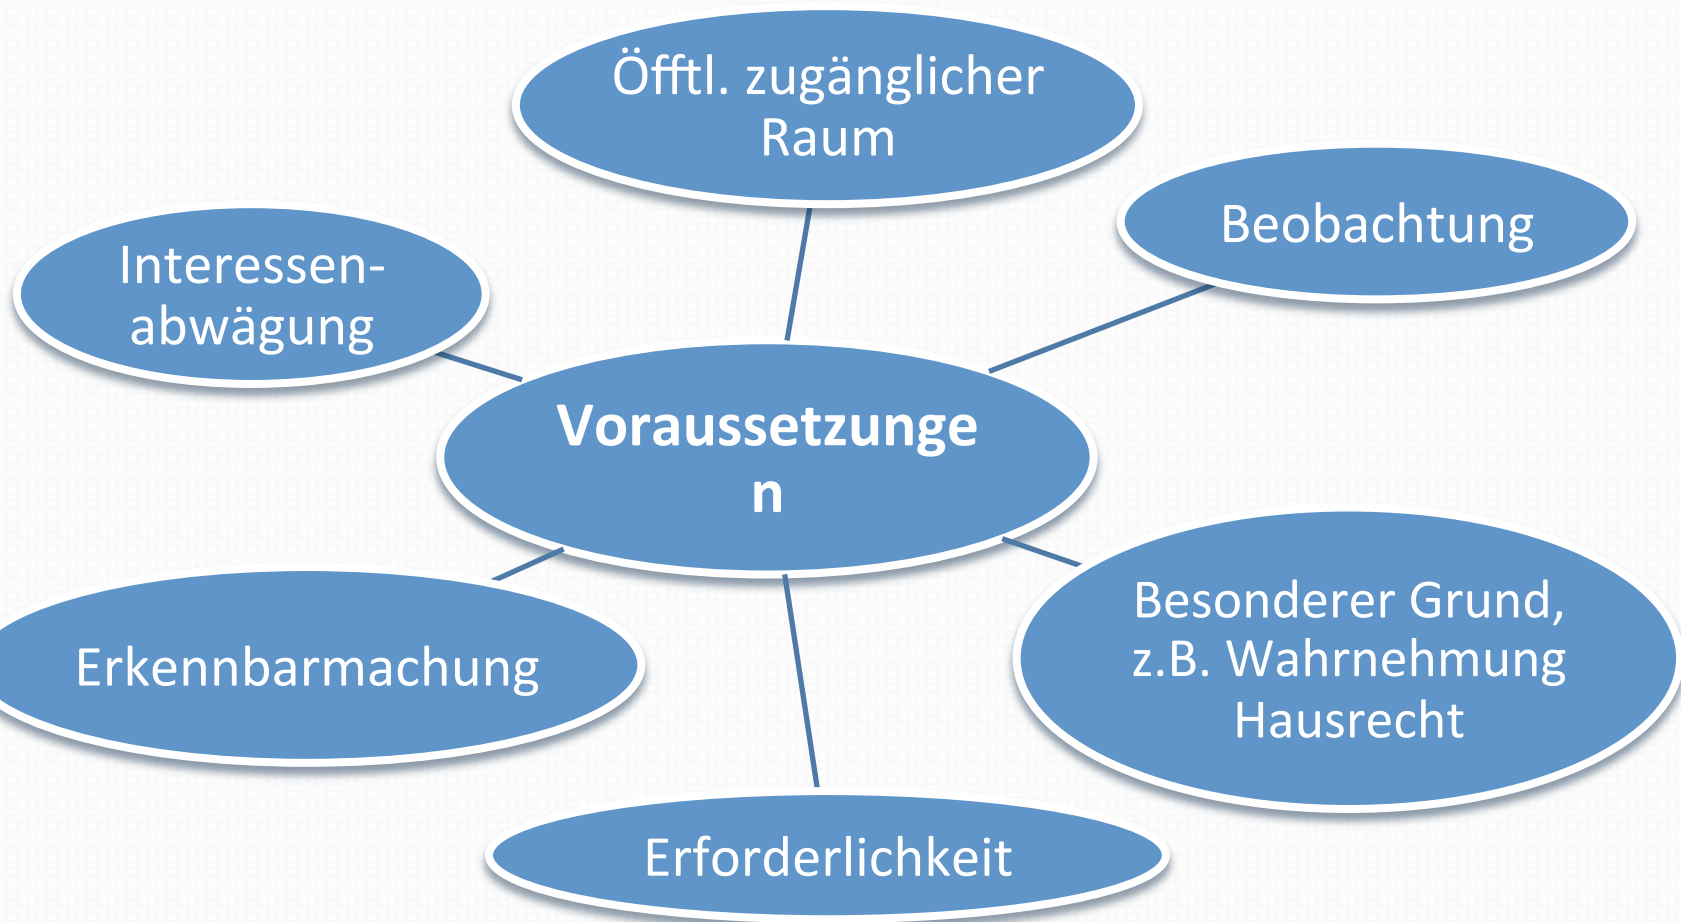 Öfftl. zugänglicher
Raum
Beobachtung
Interessen-
abwägung
Voraussetzunge
n
Besonderer Grund,
z.B. Wahrnehmung
Hausrecht
Erkennbarmachung
Erforderlichkeit